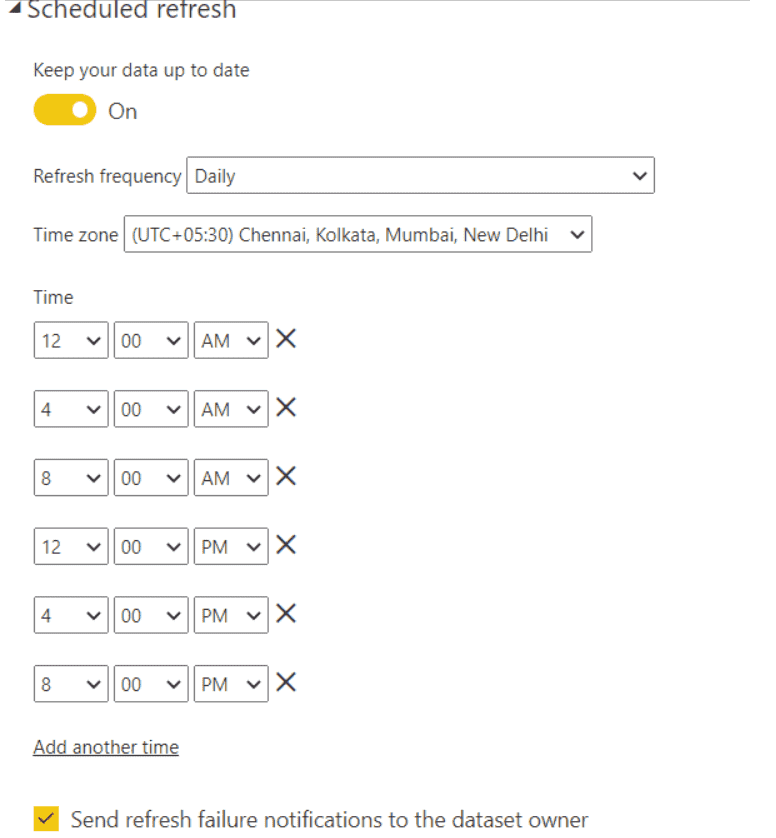 Scheduled refresh
Keep your data up to date
On
Refresh frequency Daily
Time zone (UTC+05:30) Chennai, Kolkata, Mumbai, New Delhi
Time
12 00 AM
4 00 AM
8 00 AM
12 00 PM
4 00 PM
8 00 PM
Add another time
Send refresh failure notifications to the dataset owner